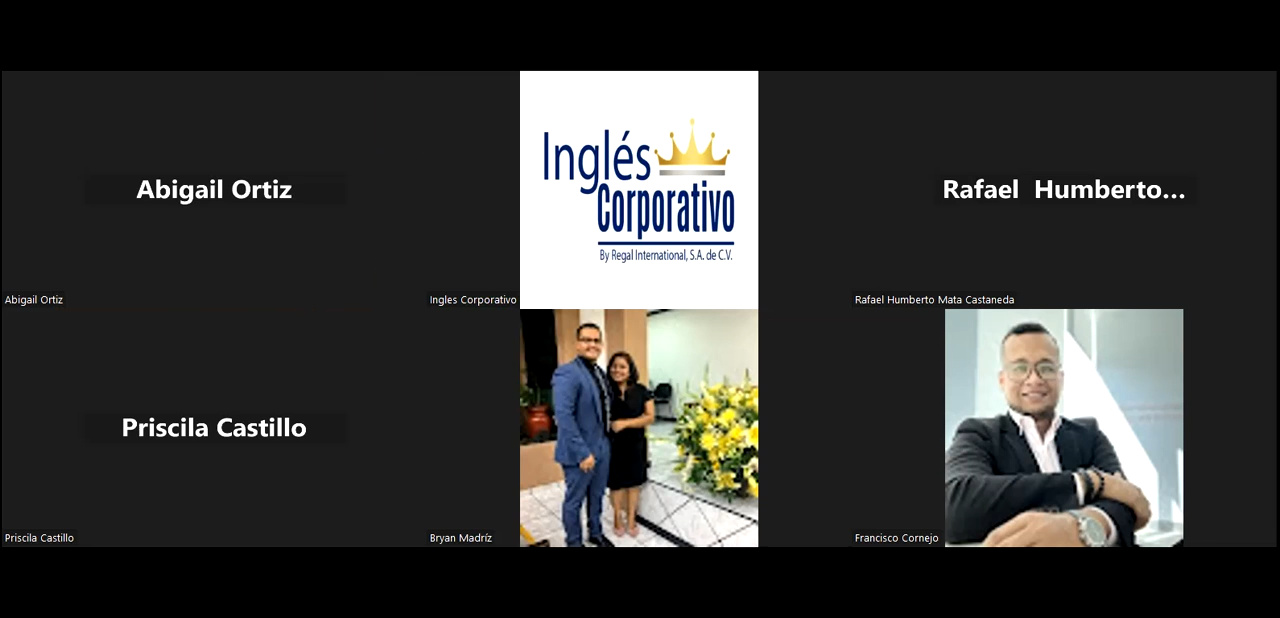 Abigail Ortiz
Abigail Ortiz
Inglés
Corporativo
By Regal International, S.A. de C.V.
Ingles Corporativo
Rafael Humberto...
Rafael Humberto Mata Castaneda
Priscila Castillo
Priscila Castillo
Bryan Madríz
Francisco Cornejo